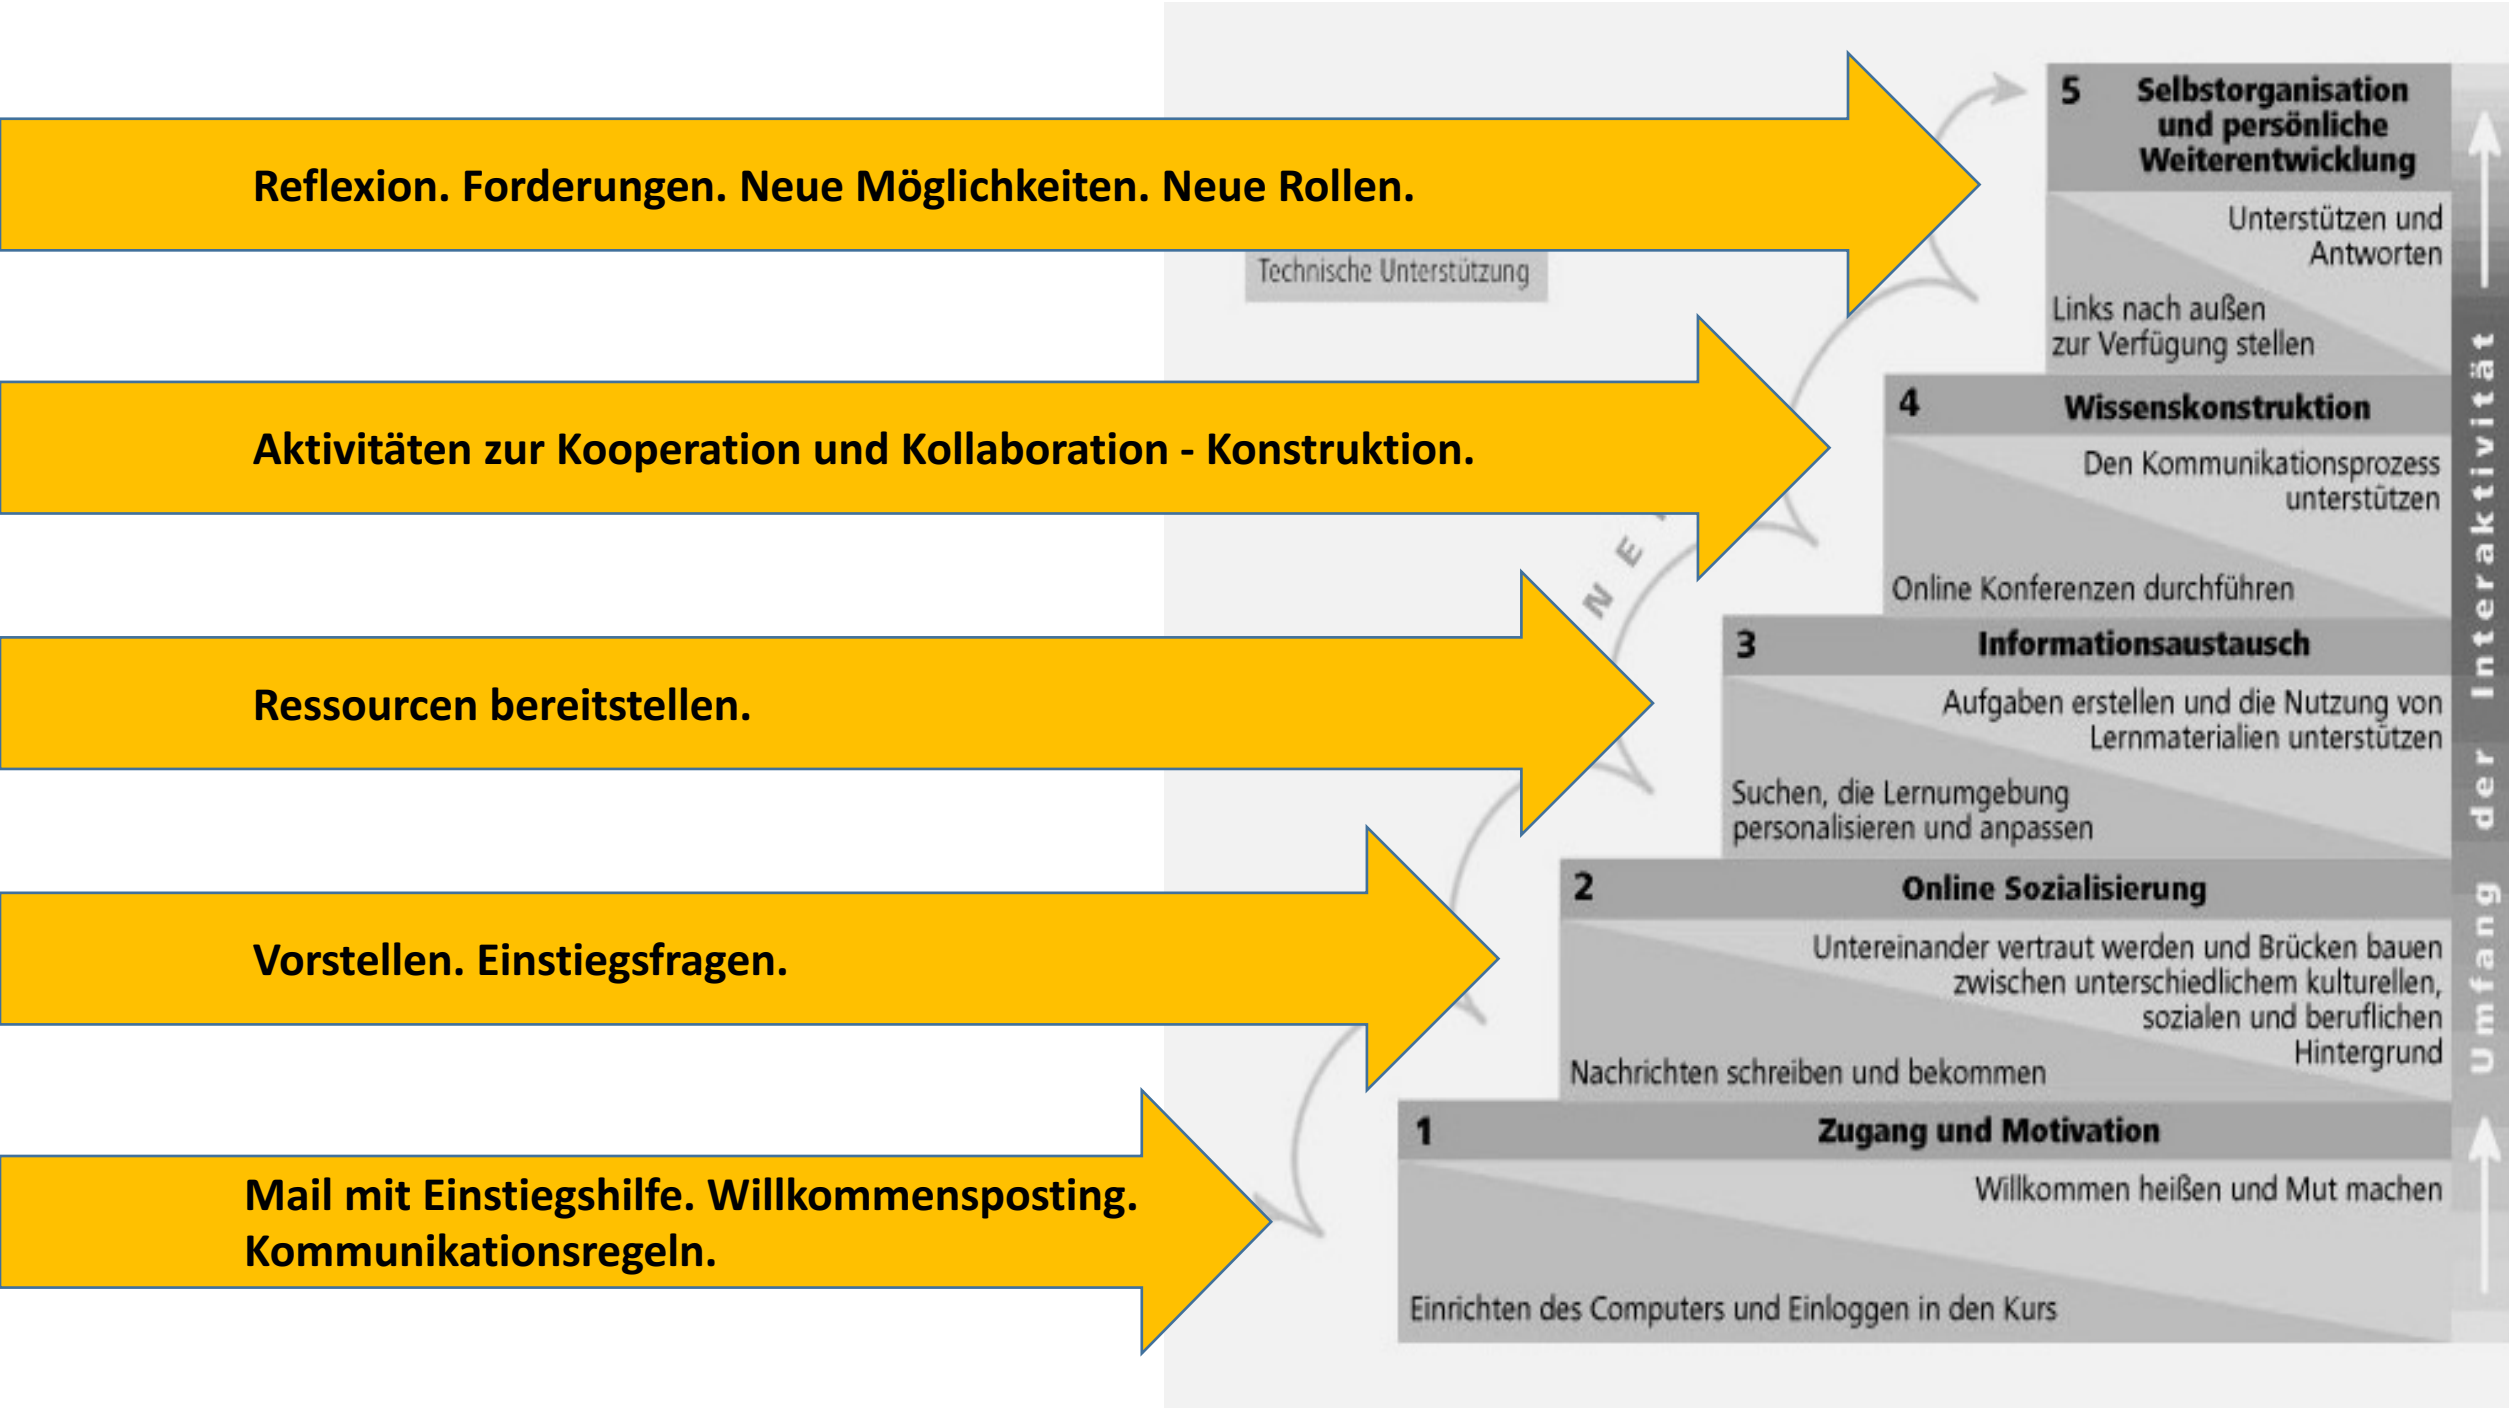 Reflexion. Forderungen. Neue Möglichkeiten. Neue Rollen.
Technische Unterstützung
Aktivitäten zur Kooperation und Kollaboration - Konstruktion.
Ressourcen bereitstellen.
Vorstellen. Einstiegsfragen.
Mail mit Einstiegshilfe. Willkommensposting.
Kommunikationsregeln.
5 Selbstorganisation
und persönliche
Weiterentwicklung
Unterstützen und
Antworten
Links nach außen
zur Verfügung stellen
4 Wissenskonstruktion
Den Kommunikationsprozess
unterstützen
Online Konferenzen durchführen
3 Informationsaustausch
Aufgaben erstellen und die Nutzung von
Lernmaterialien unterstützen
Suchen, die Lernumgebung
personalisieren und anpassen
2 Online Sozialisierung
Untereinander vertraut werden und Brücken bauen
zwischen unterschiedlichem kulturellen,
sozialen und beruflichen
Hintergrund
Nachrichten schreiben und bekommen
1 Zugang und Motivation
Willkommen heißen und Mut machen
Einrichten des Computers und Einloggen in den Kurs
Umfang der Interaktivität